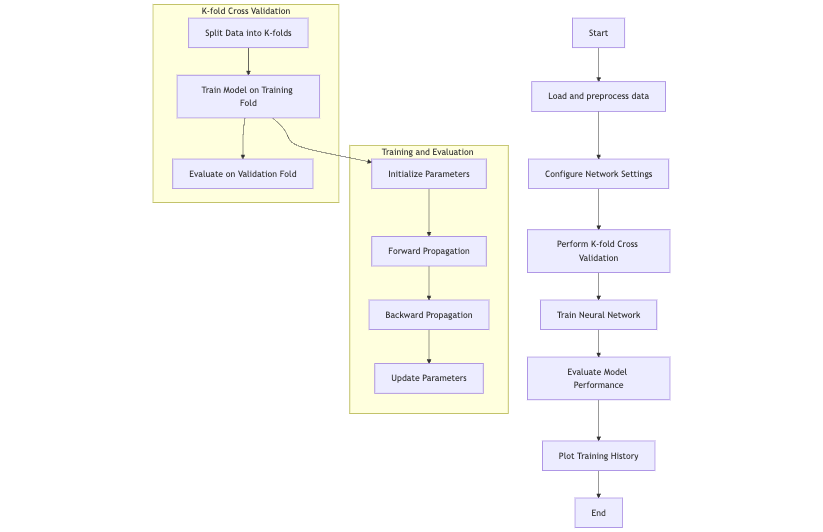 K-fold Cross Validation
Split Data into K-folds
Train Model on Training
Fold
Evaluate on Validation Fold
Training and Evaluation
Initialize Parameters
Forward Propagation
Backward Propagation
Update Parameters
Start
Load and preprocess data
Configure Network Settings
Perform K-fold Cross
Validation
Train Neural Network
Evaluate Model
Performance
Plot Training History
End